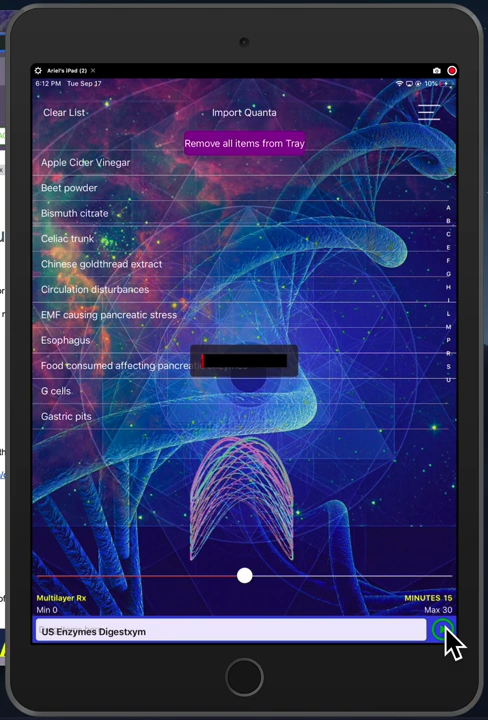 Ariel's iPad (2)
6:12 PM Tue Sep 17
10%
Clear List
Import Quanta
Remove all items from Tray
Apple Cider Vinegar
Beet powder
Bismuth citrate
Celiac trunk
Chinese goldthread extract
Circulation disturbances
EMF causing pancreatic stress
Esophagus
Food consumed affecting pancreatic enzymes
G cells
Gastric pits
A
B
C
E
F
G
H
I
L
M
P
R
S
U
Multilayer Rx
MINUTES 15
Min 0
Max 30
US Enzymes Digestxym